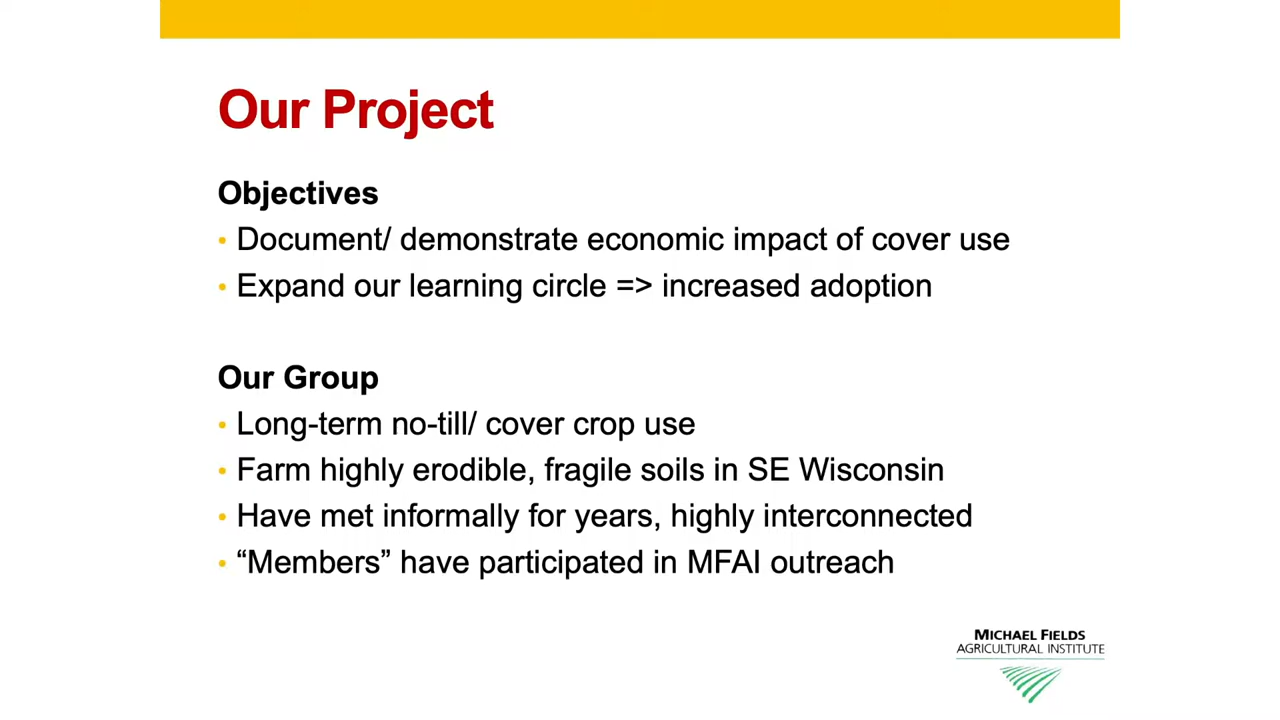 Our Project
Objectives
• Document/ demonstrate economic impact of cover use
• Expand our learning circle => increased adoption
Our Group
• Long-term no-till/ cover crop use
• Farm highly erodible, fragile soils in SE Wisconsin
• Have met informally for years, highly interconnected
• “Members” have participated in MFAI outreach
MICHAEL FIELDS
AGRICULTURAL INSTITUTE